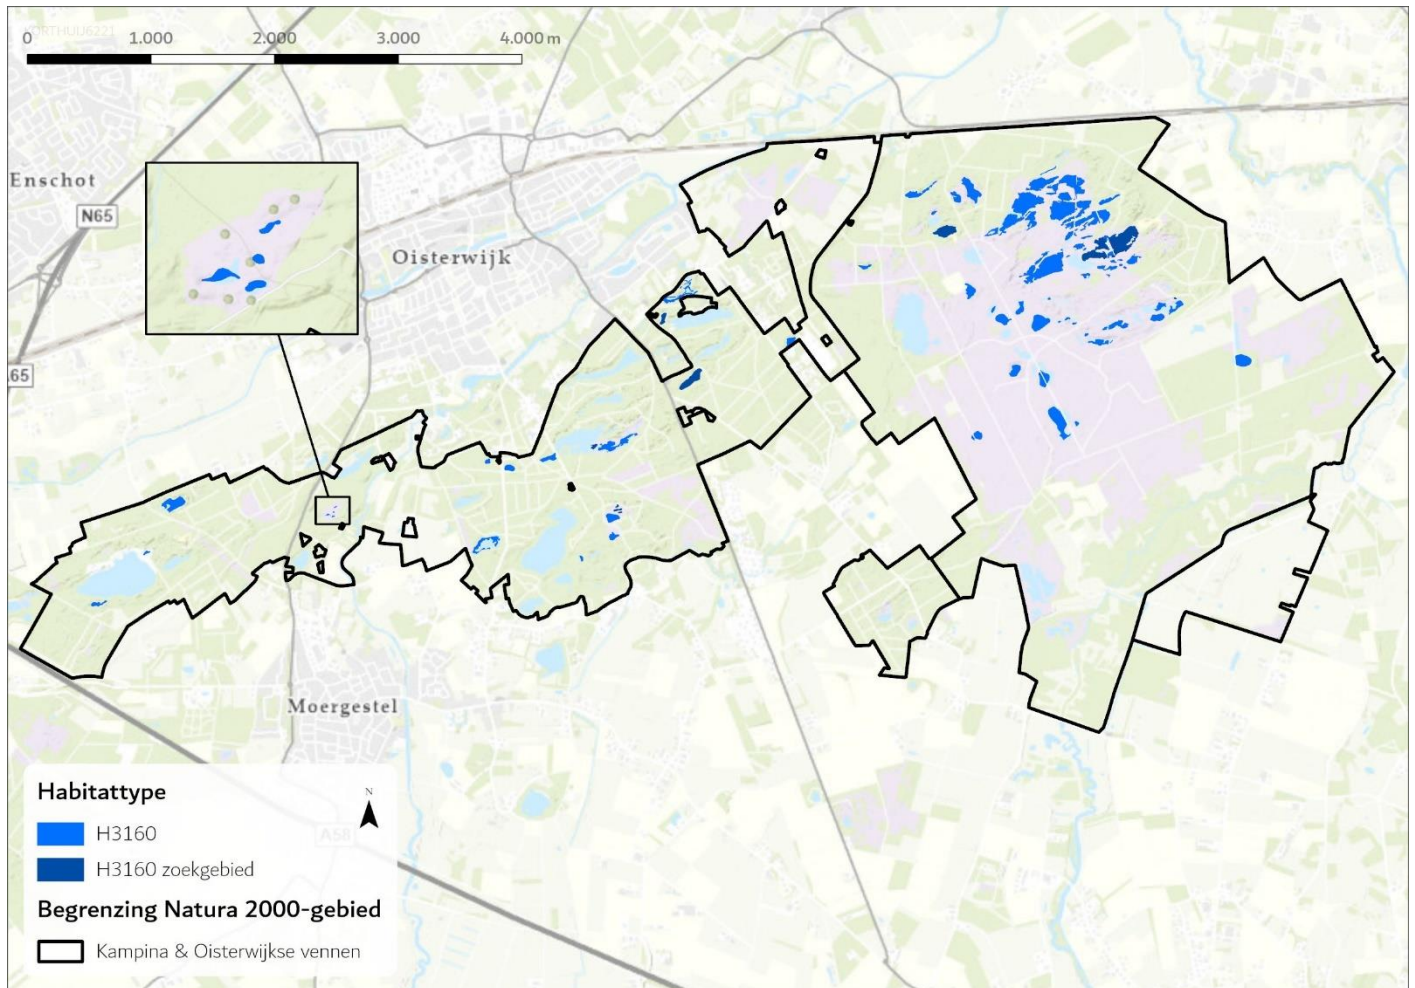 0 1.000 2.000 3.000 4.000 m
Enschot
N65
Oisterwijk
65
Moergestel
Habitattype
N
H3160
A58
H3160 zoekgebied
Begrenzing Natura 2000-gebied
Kampina & Oisterwijkse vennen